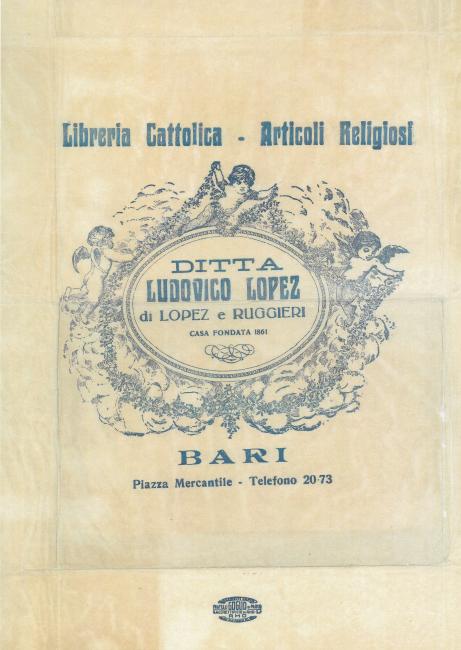 Libreria Cattolica - Articoli Religiosi
DITTA
LUDOVICO LOPEZ
di LOPEZ e RUGGIERI
CASA FONDATA 1861
BARI
Piazza Mercantile - Telefono 20-73
GOGLIO